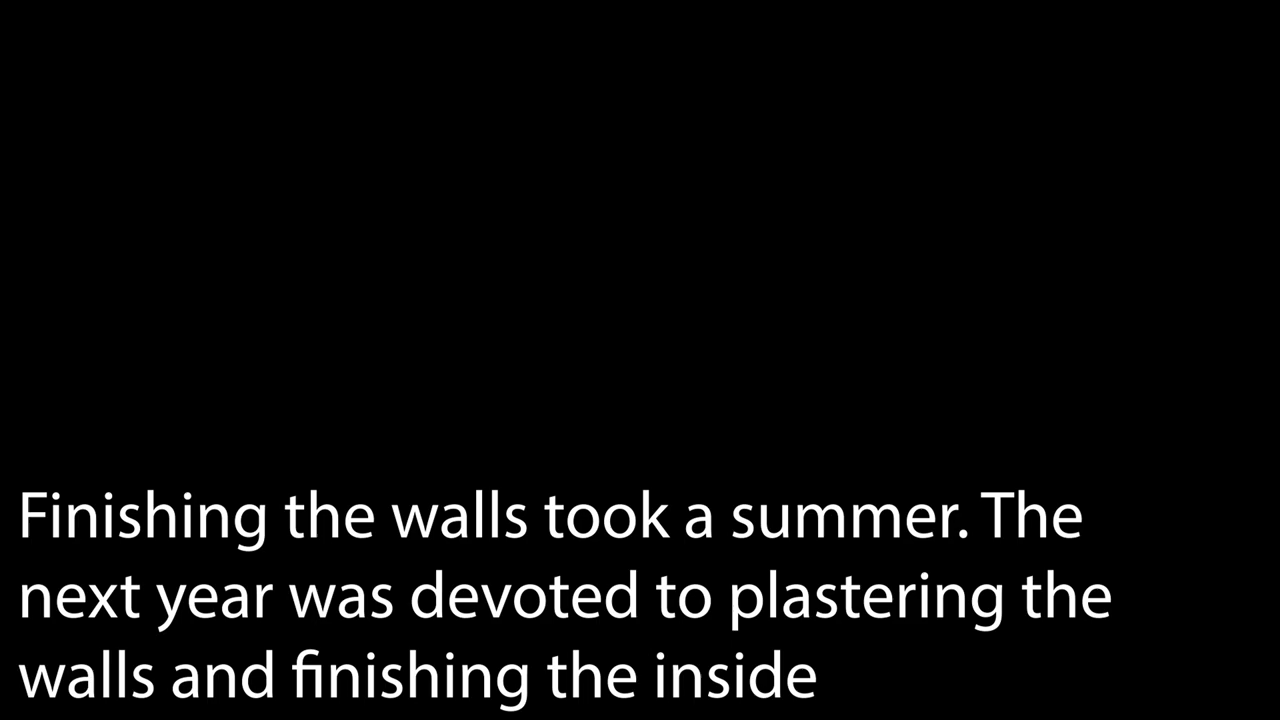 Finishing the walls took a summer. The
next year was devoted to plastering the
walls and finishing the inside